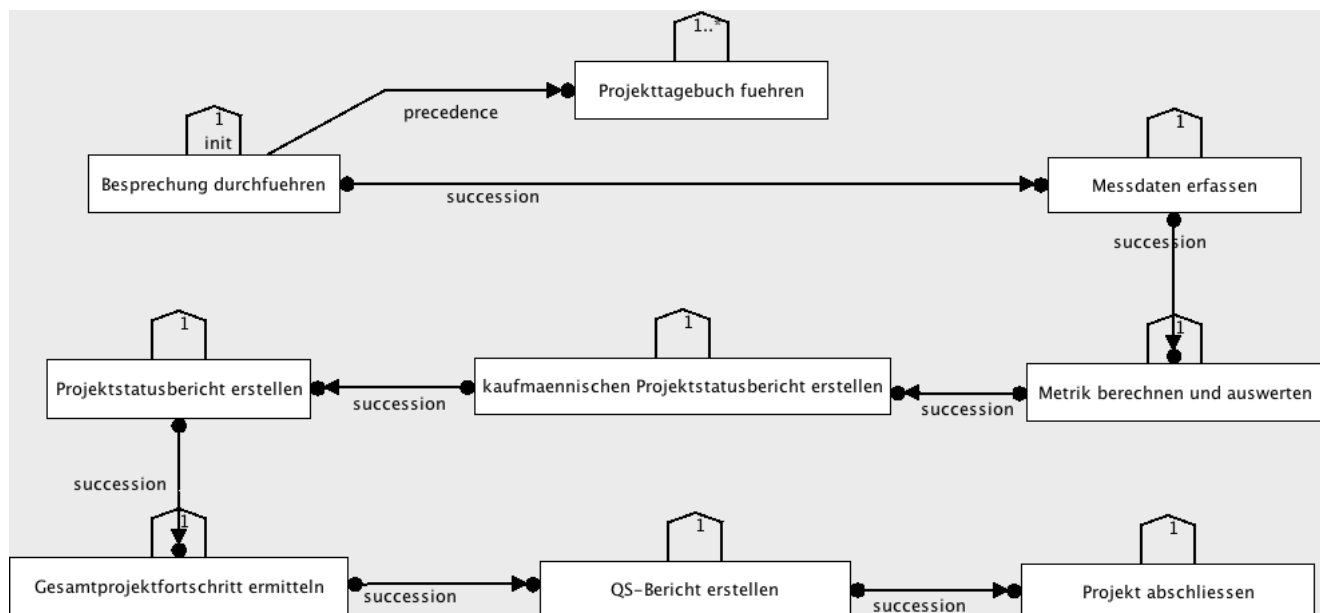 1..*
Projekttagebuch fuehren
precedence
1
init
Besprechung durchfuehren
succession
1
Messdaten erfassen
succession
1
Projektstatusbericht erstellen
succession
1
kaufmaennischen Projektstatusbericht erstellen
succession
1
Metrik berechnen und auswerten
succession
1
Gesamtprojektfortschritt ermitteln
succession
1
QS-Bericht erstellen
succession
1
Projekt abschliessen